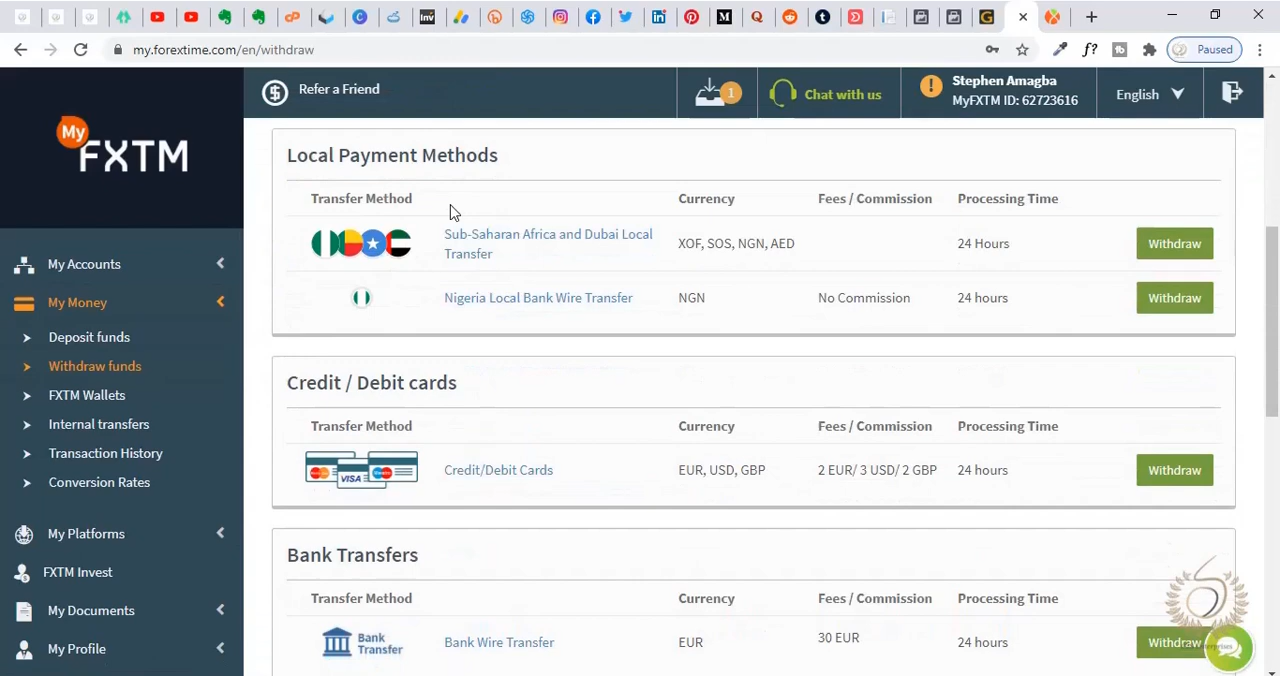 my.forextime.com/en/withdraw
Paused
My
FXTM
Refer a Friend
1
Chat with us
Stephen Amagba
MyFXTM ID: 62723616
English
My Accounts
My Money
Deposit funds
Withdraw funds
FXTM Wallets
Internal transfers
Transaction History
Conversion Rates
My Platforms
FXTM Invest
My Documents
My Profile
Local Payment Methods
Transfer Method Currency Fees / Commission Processing Time
Sub-Saharan Africa and Dubai Local Transfer XOF, SOS, NGN, AED 24 Hours Withdraw
Nigeria Local Bank Wire Transfer NGN No Commission 24 hours Withdraw
Credit / Debit cards
Transfer Method Currency Fees / Commission Processing Time
VISA Credit/Debit Cards EUR, USD, GBP 2 EUR/ 3 USD/ 2 GBP 24 hours Withdraw
Bank Transfers
Transfer Method Currency Fees / Commission Processing Time
Bank Transfer Bank Wire Transfer EUR 30 EUR 24 hours Withdraw